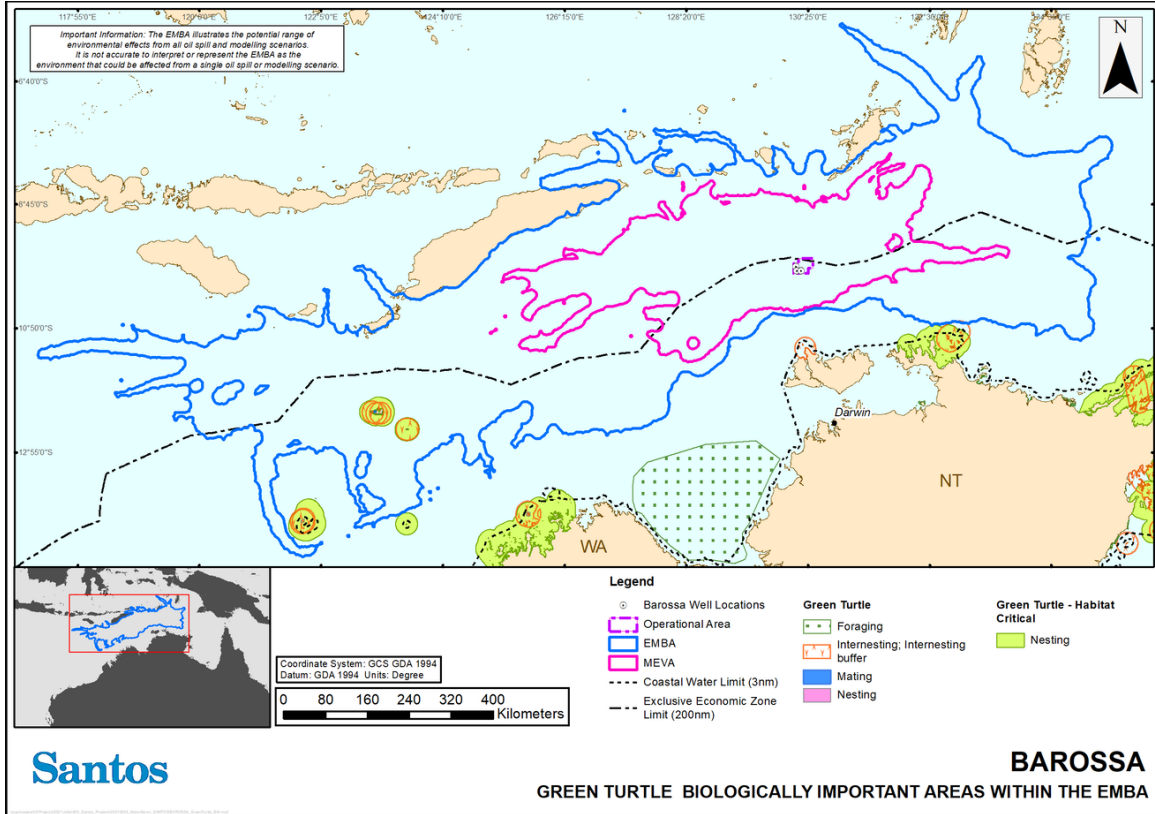 117°55'0"E 120°0'0"E 122°5'0"E 124°10'0"E 126°15'0"E 128°20'0"E 130°25'0"E
Important Information: The EMBA illustrates the potential range of
environmental effects from all oil spill and modelling scenarios.
It is not accurate to interpret or represent the EMBA as the
environment that could be affected from a single oil spill or modelling scenario.
N
6°40'0"S
8°45'0"S
10°50'0"S
12°55'0"S
Darwin
NT
WA
Coordinate System: GCS GDA 1994
Datum: GDA 1994 Units: Degree
0 80 160 240 320 400
Kilometers
Legend
Barossa Well Locations
Operational Area
EMBA
MEVA
Coastal Water Limit (3nm)
Exclusive Economic Zone
Limit (200nm)
Green Turtle
Foraging
Internesting; Internesting
buffer
Mating
Nesting
Green Turtle - Habitat
Critical
Nesting
Santos
BAROSSA
GREEN TURTLE BIOLOGICALLY IMPORTANT AREAS WITHIN THE EMBA